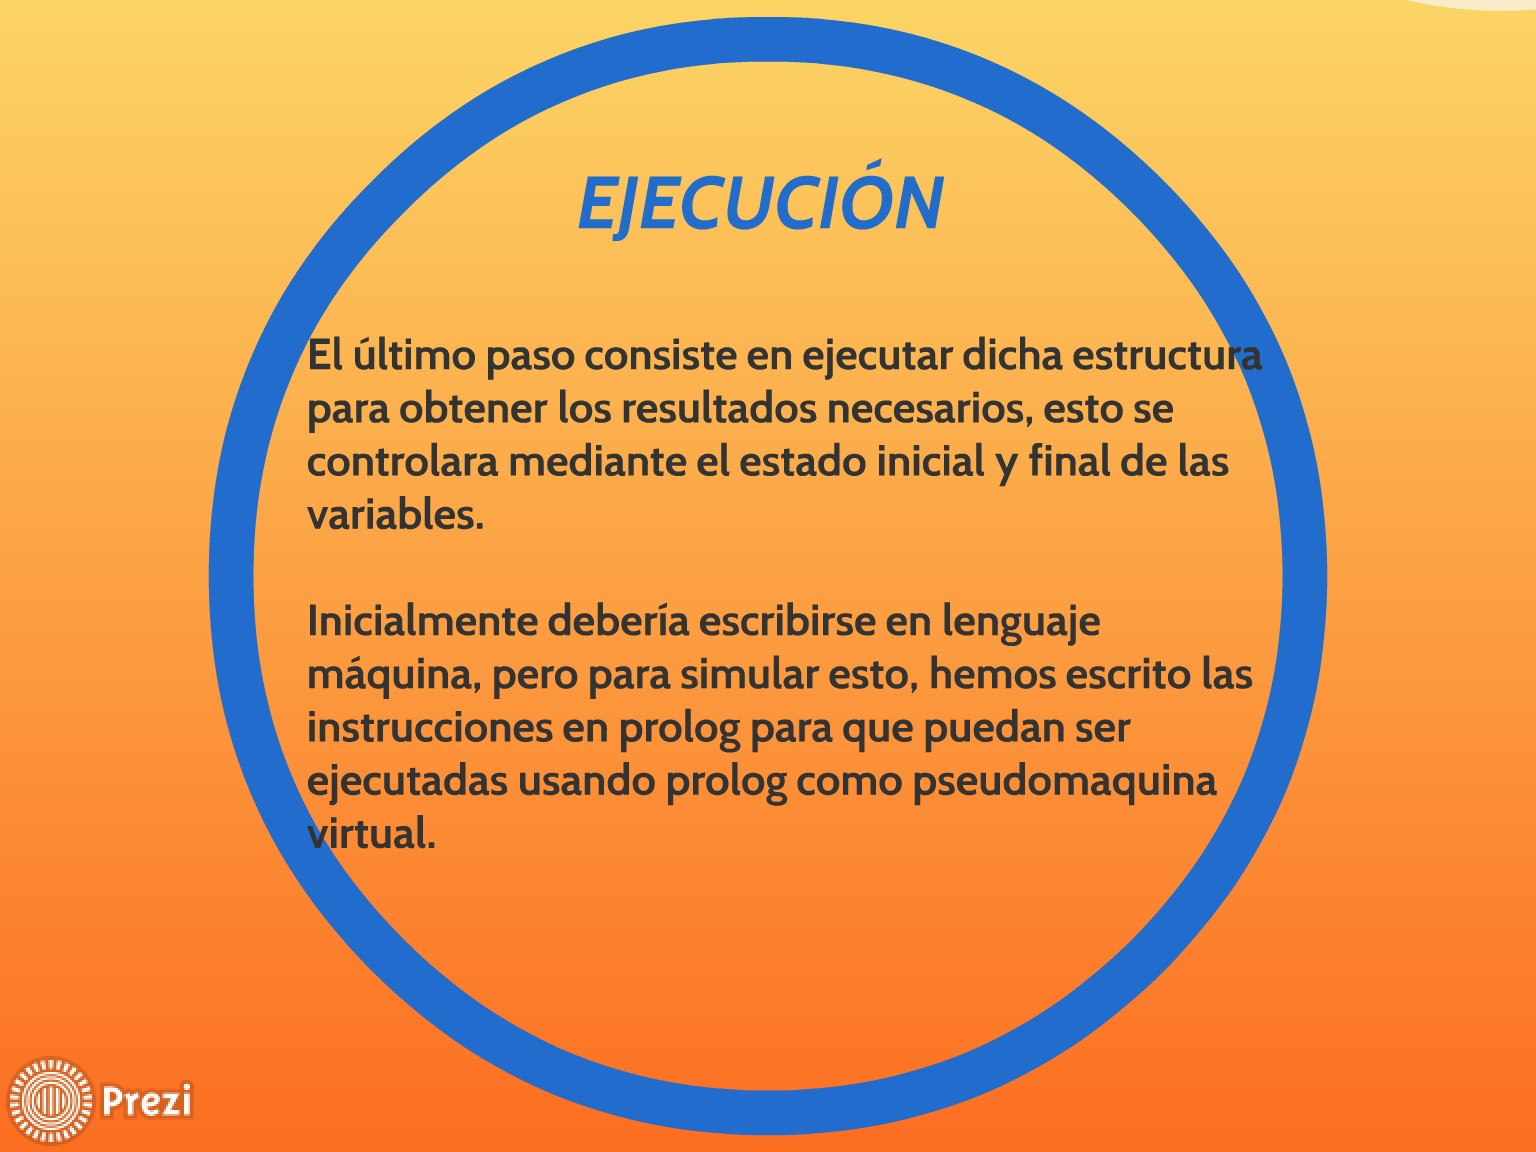 EJECUCIÓN
El último paso consiste en ejecutar dicha estructura
para obtener los resultados necesarios, esto se
controlara mediante el estado inicial y final de las
variables.
Inicialmente debería escribirse en lenguaje
máquina, pero para simular esto, hemos escrito las
instrucciones en prolog para que puedan ser
ejecutadas usando prolog como pseudomaquina
virtual.
Prezi